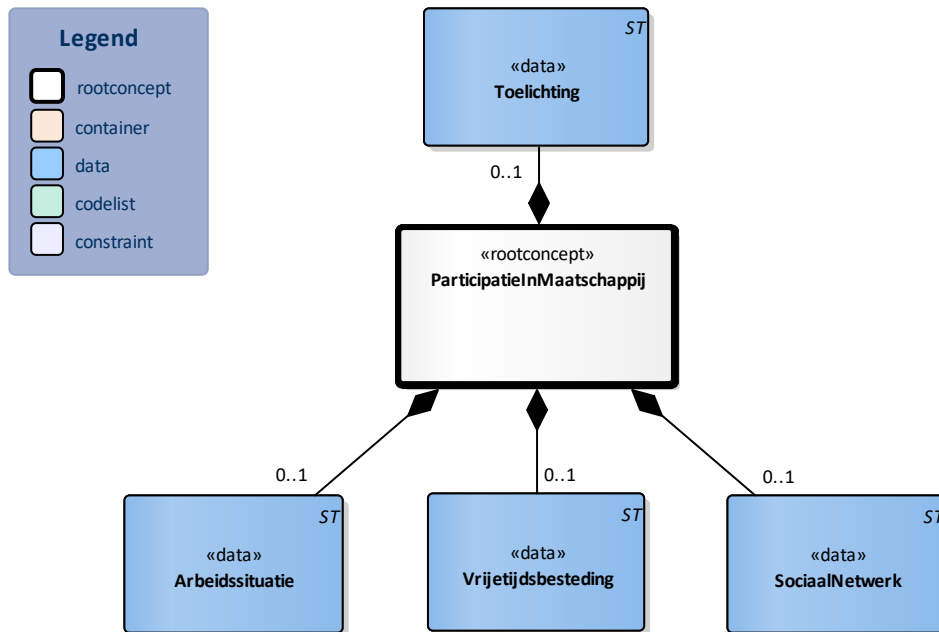 Legend
rootconcept
container
data
codelist
constraint
ST
«data»
Toelichting
0..1
«rootconcept»
ParticipatieInMaatschappij
0..1
0..1
0..1
ST
«data»
Arbeidssituatie
ST
«data»
Vrijetijdsbesteding
ST
«data»
SociaalNetwerk